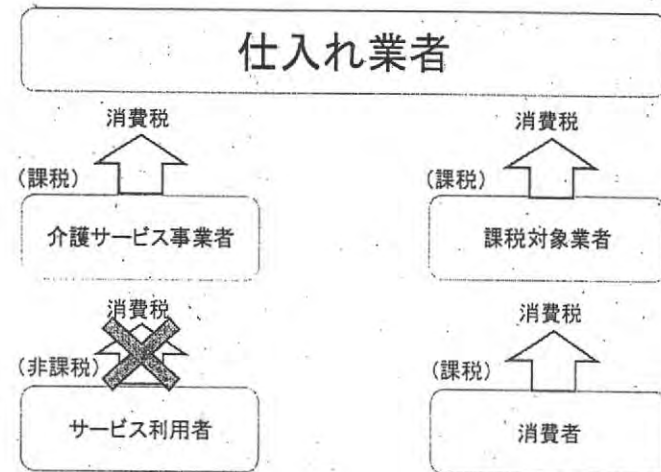 仕入れ業者
消費税
消費税
(課税)
(課税)
介護サービス事業者
課税対象業者
消費税
消費税
(非課税)
(課税)
サービス利用者
消費者